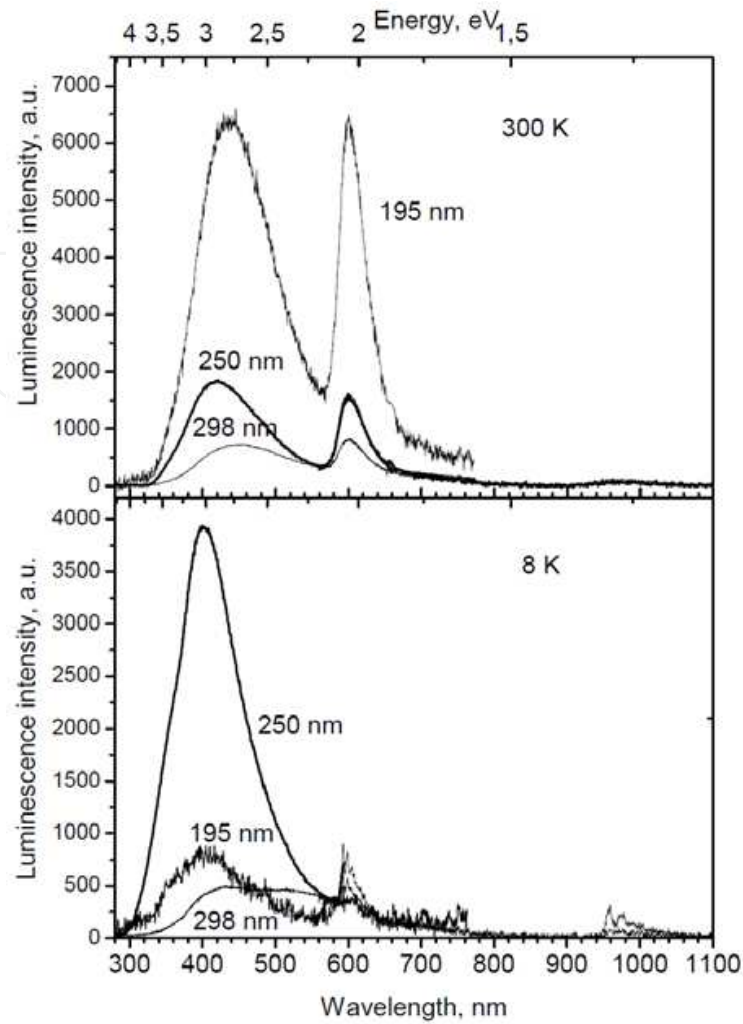 Energy, eV
4 3,5 3 2,5 2 1,5
Luminescence intensity, a.u.
7000
6000
5000
4000
3000
2000
1000
0
300 K
195 nm
250 nm
298 nm
Luminescence intensity, a.u.
4000
3500
3000
2500
2000
1500
1000
500
0
8 K
250 nm
195 nm
298 nm
300 400 500 600 700 800 900 1000 1100
Wavelength, nm